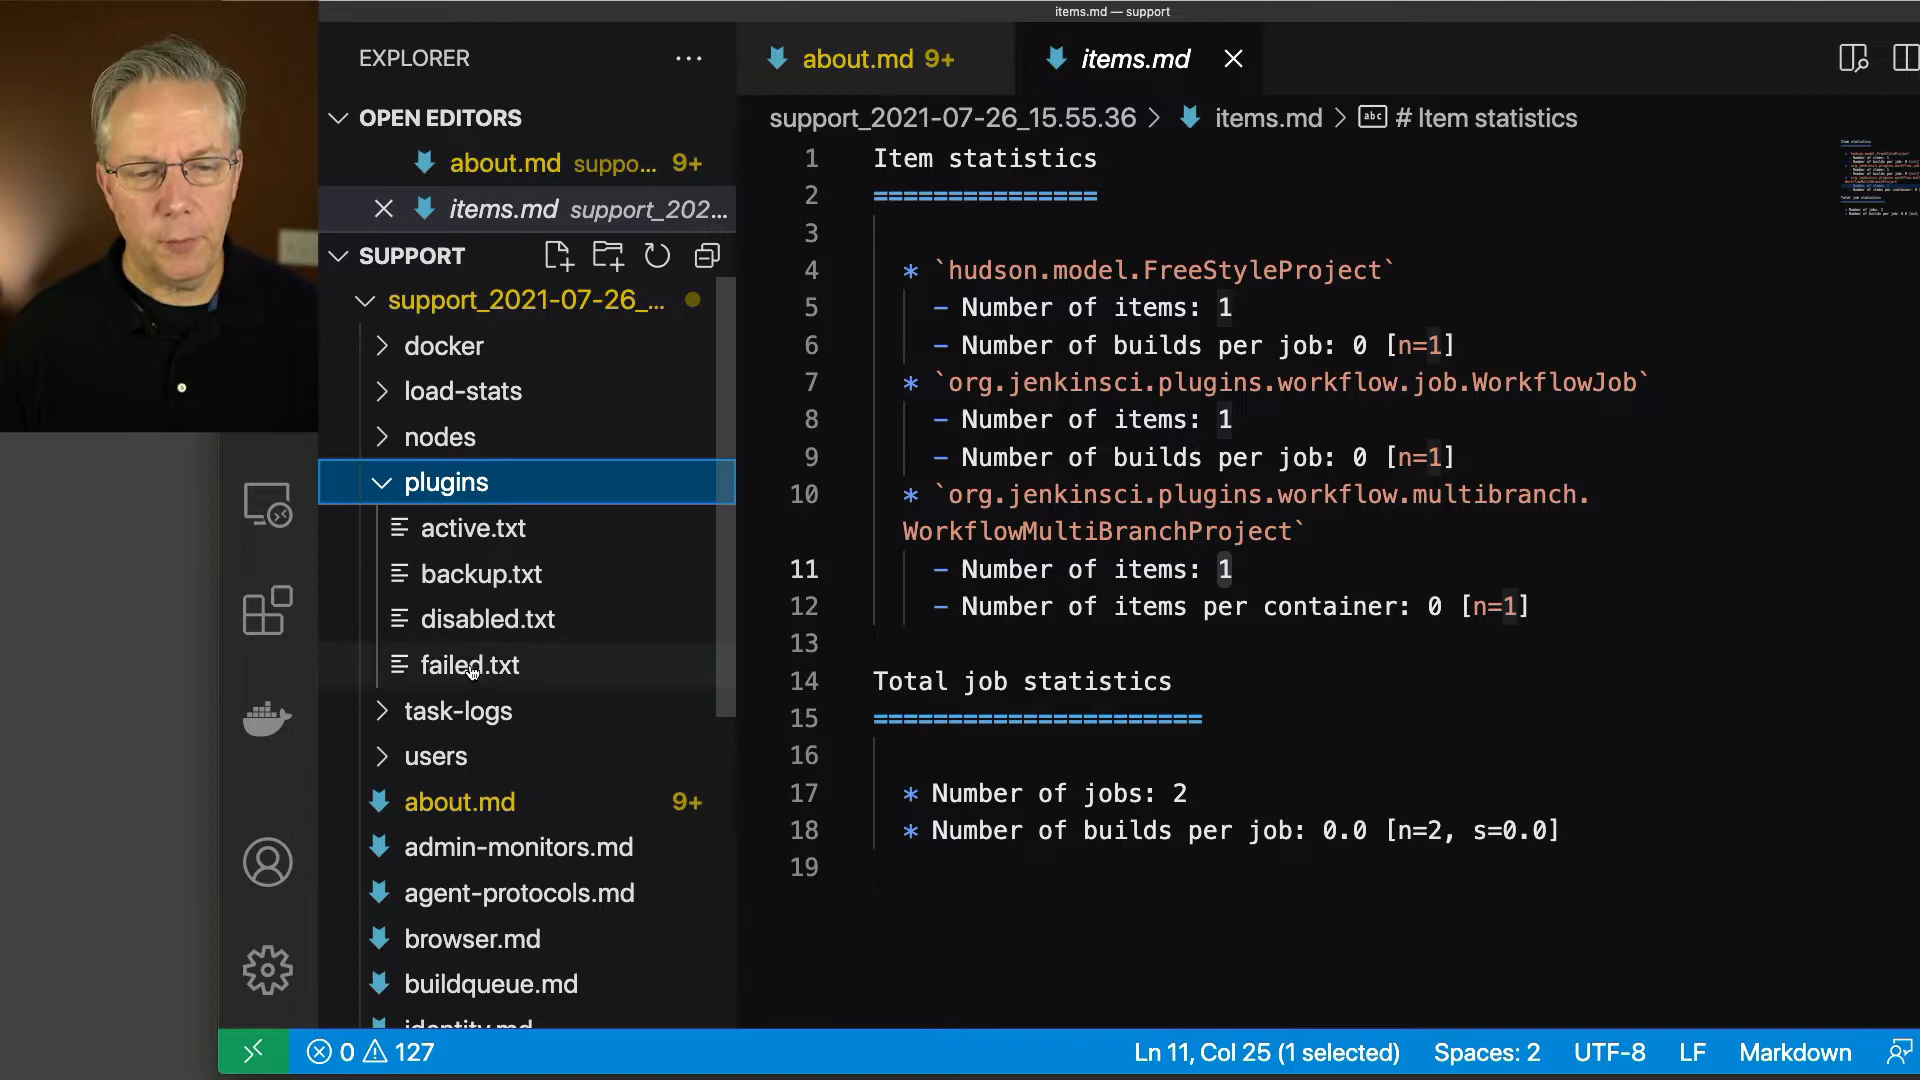 items.md — support
EXPLORER
OPEN EDITORS
about.md suppo... 9+
items.md support_202...
SUPPORT
support_2021-07-26_...
docker
load-stats
nodes
plugins
active.txt
backup.txt
disabled.txt
failed.txt
task-logs
users
about.md 9+
admin-monitors.md
agent-protocols.md
browser.md
buildqueue.md
identity.md
about.md 9+
items.md
support_2021-07-26_15.55.36 > items.md > abc # Item statistics
1 Item statistics
2 ===============
3
4 * `hudson.model.FreeStyleProject`
5 - Number of items: 1
6 - Number of builds per job: 0 [n=1]
7 * `org.jenkinsci.plugins.workflow.job.WorkflowJob`
8 - Number of items: 1
9 - Number of builds per job: 0 [n=1]
10 * `org.jenkinsci.plugins.workflow.multibranch.
WorkflowMultiBranchProject`
11 - Number of items: 1
12 - Number of items per container: 0 [n=1]
13
14 Total job statistics
15 ======================
16
17 * Number of jobs: 2
18 * Number of builds per job: 0.0 [n=2, s=0.0]
19
0 127
Ln 11, Col 25 (1 selected) Spaces: 2 UTF-8 LF Markdown